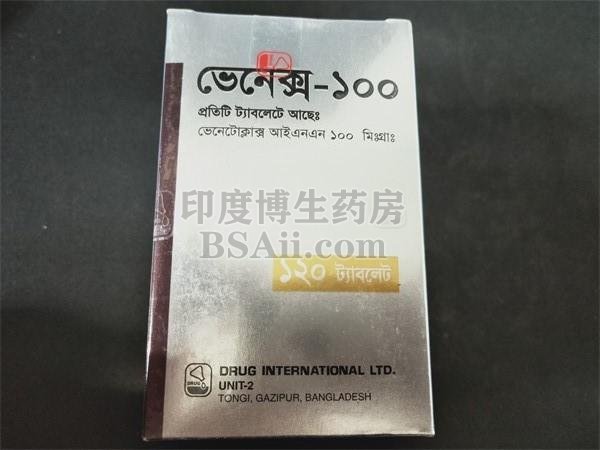 ভেনেক্স-১০০
প্রতিটি ট্যাবলেটে আছেঃ
ভেনেটোক্লাক্স আইএনএন ১০০ মিঃগ্রাঃ
印度博生药房
BSAii.com
১২০ ট্যাবলেট
DRUG
DRUG INTERNATIONAL LTD.
UNIT-2
TONGI, GAZIPUR, BANGLADESH